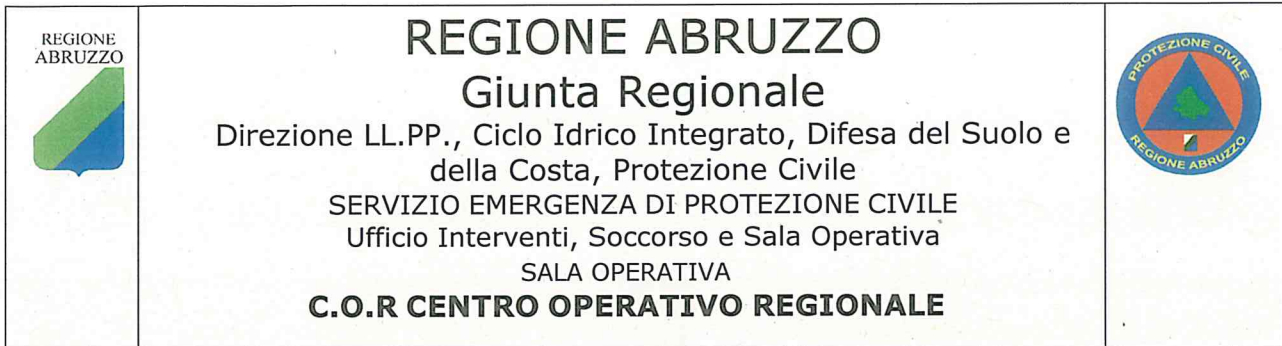 REGIONE
ABRUZZO
REGIONE ABRUZZO
Giunta Regionale
Direzione LL.PP., Ciclo Idrico Integrato, Difesa del Suolo e
della Costa, Protezione Civile
SERVIZIO EMERGENZA DI PROTEZIONE CIVILE
Ufficio Interventi, Soccorso e Sala Operativa
SALA OPERATIVA
C.O.R CENTRO OPERATIVO REGIONALE
PROTEZIONE CIVILE
REGIONE ABRUZZO